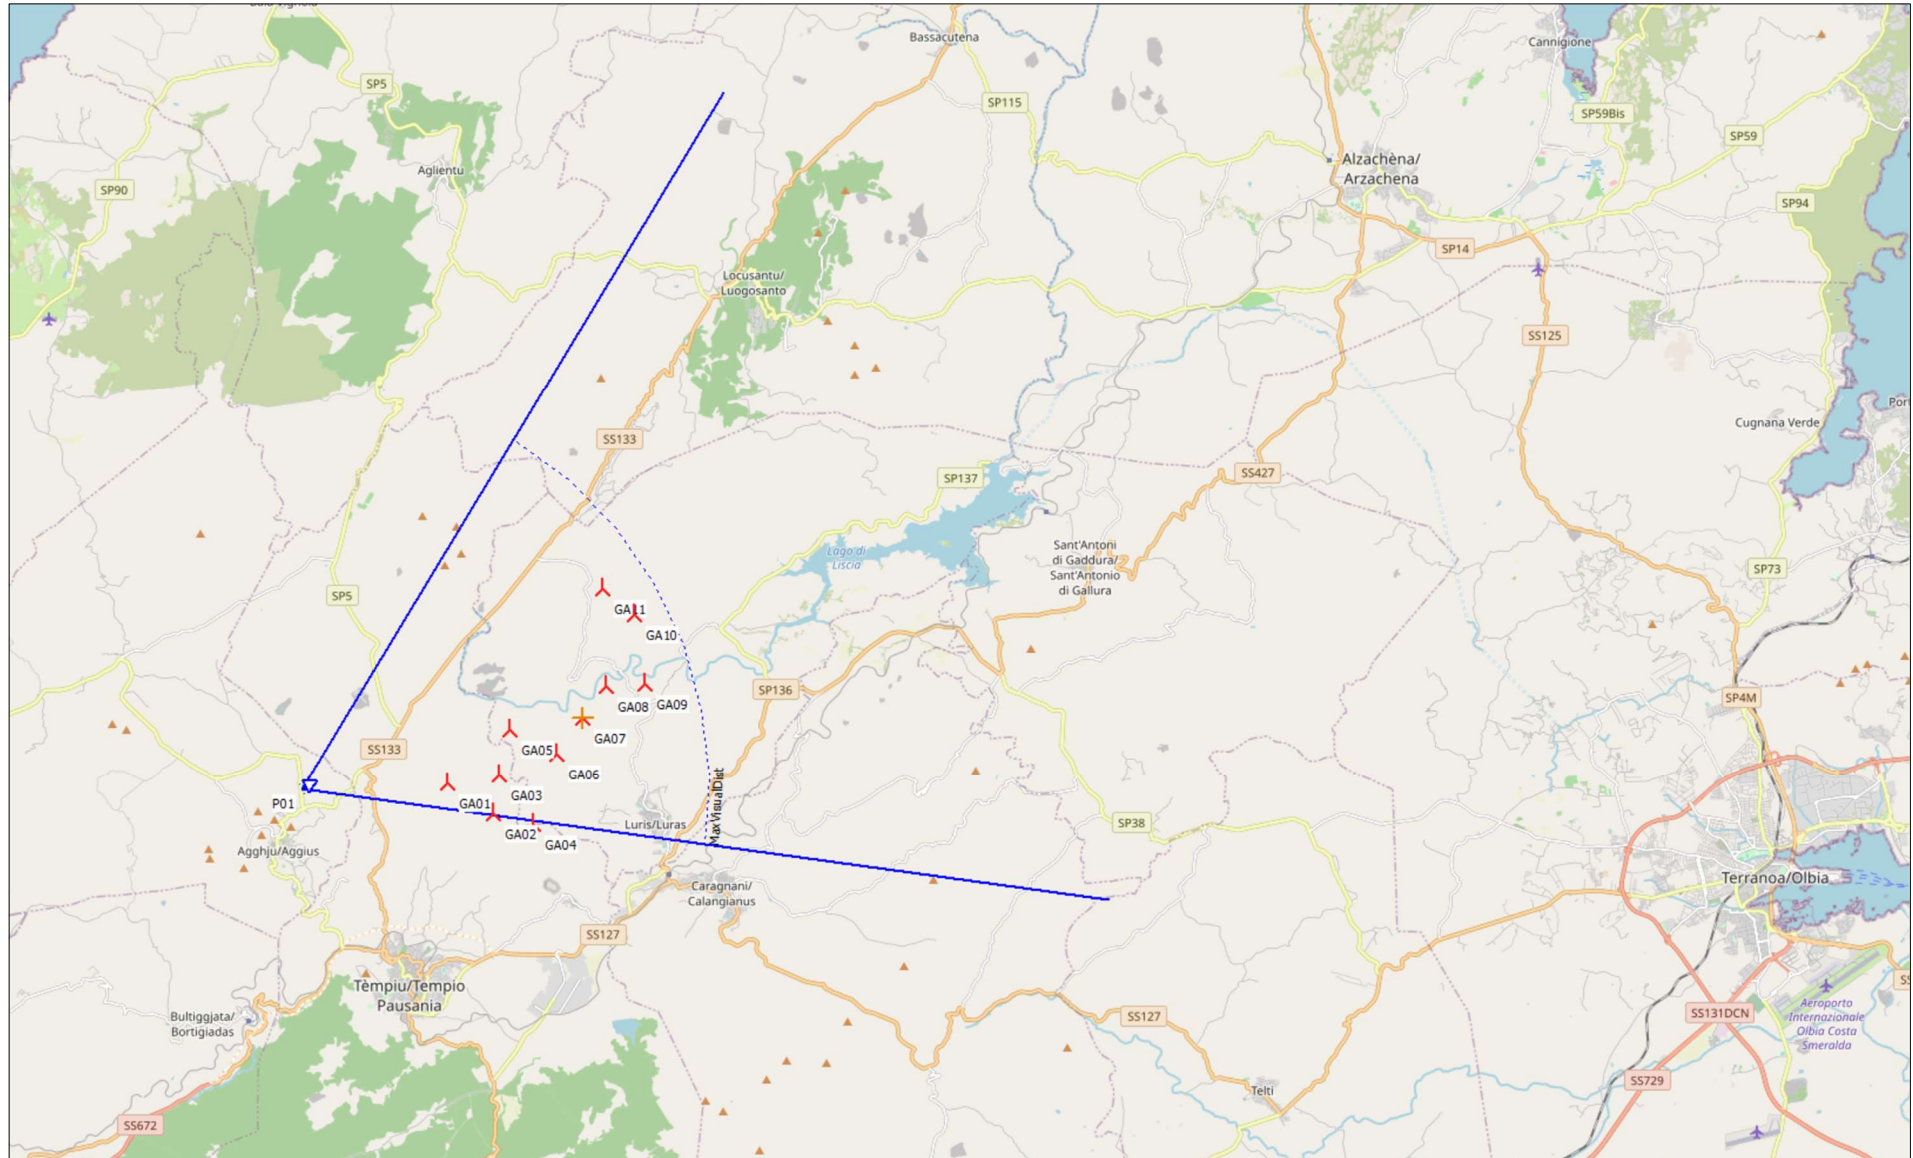 Bassacutena
Cannigione
SP5
SP115
SP59Bis
SP59
Aglientu
Alzachèna/
Arzachena
SP90
SP94
SP14
Locusantu/
Luogosanto
SS125
Cugnana Verde
SS133
SP137
SS427
Lago di
Liscia
Sant'Antoni
di Gaddura/
Sant'Antonio
di Gallura
SP73
SP5
GA11
GA10
SP136
SP4M
GA08
GA09
GA07
SS133
GA05
GA06
GA03
GA01
P01
MaxVisualDist
GA02
GA04
Luris/Luras
SP38
Agghju/Aggius
Terranoa/Olbia
Caragnani/
Calangianus
SS127
Tèmpiu/Tempio
Pausania
Bultiggjata/
Bortigiadas
SS127
SS131DCN
Aeroporto
Internazionale
Olbia Costa
Smeralda
SS729
Telti
SS672